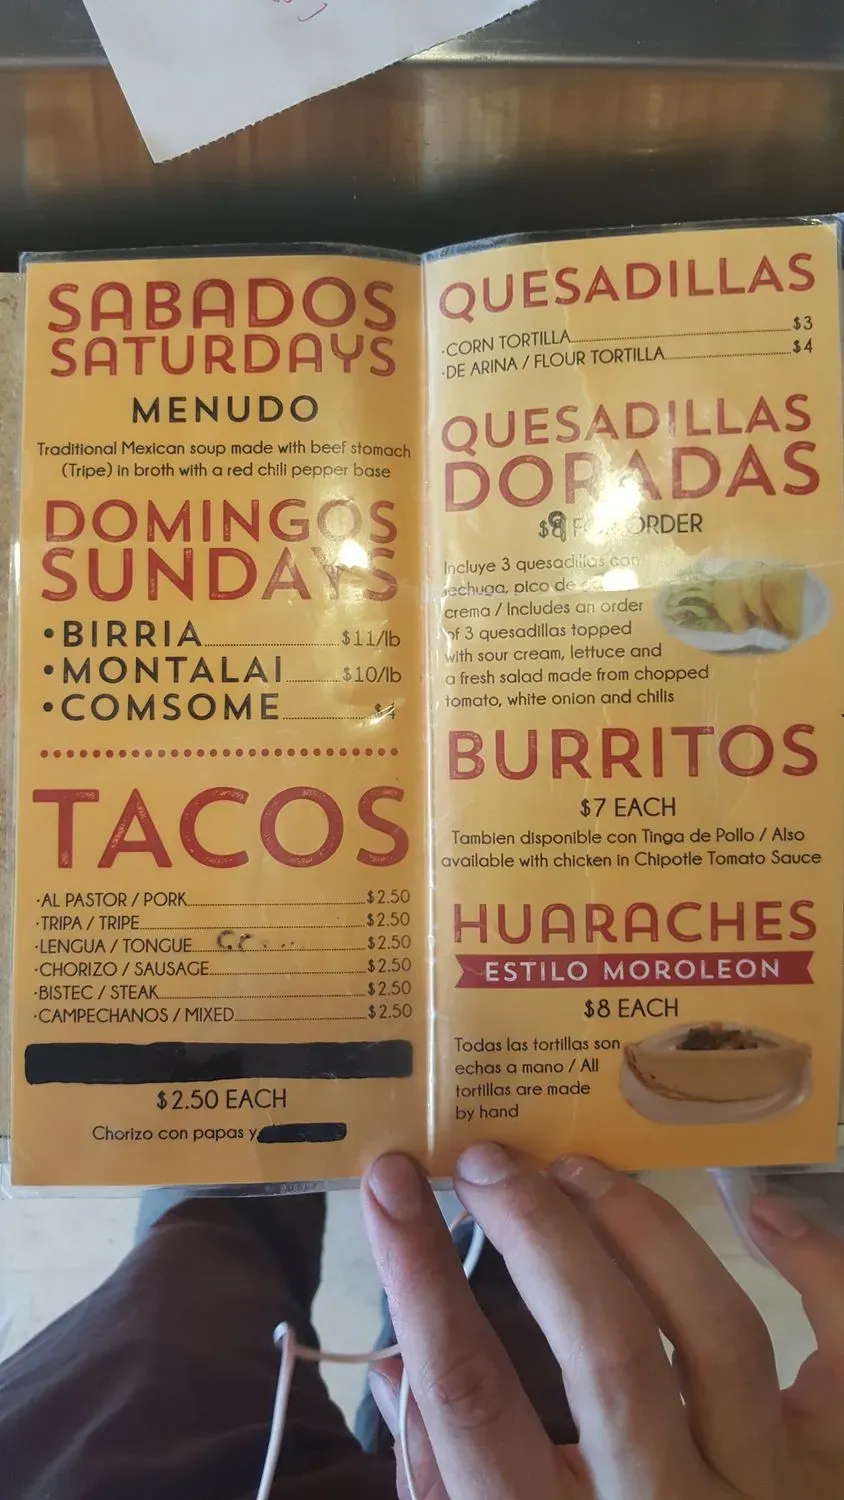 SABADOS
SATURDAYS
MENUDO
Traditional Mexican soup made with beef stomach
(Tripe) in broth with a red chili pepper base
DOMINGOS
SUNDAYS
•BIRRIA $11/lb
•MONTALAI $10/lb
•COMSOME $4
TACOS
·AL PASTOR / PORK $2.50
·TRIPA / TRIPE $2.50
·LENGUA / TONGUE $2.50
·CHORIZO / SAUSAGE $2.50
·BISTEC / STEAK $2.50
·CAMPECHANOS / MIXED $2.50
$2.50 EACH
Chorizo con papas y
QUESADILLAS
·CORN TORTILLA $3
·DE ARINA / FLOUR TORTILLA $4
QUESADILLAS
DORADAS
$9 FOR ORDER
Incluye 3 quesadillas con
lechuga, pico de
crema / Includes an order
of 3 quesadillas topped
with sour cream, lettuce and
a fresh salad made from chopped
tomato, white onion and chilis
BURRITOS
$7 EACH
Tambien disponible con Tinga de Pollo / Also
available with chicken in Chipotle Tomato Sauce
HUARACHES
ESTILO MOROLEON
$8 EACH
Todas las tortillas son
echas a mano / All
tortillas are made
by hand